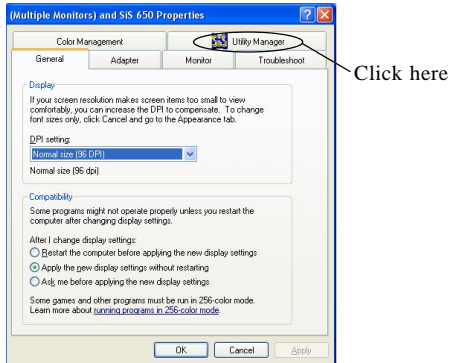 (Multiple Monitors) and SiS 650 Properties
Color Management
Utility Manager
General
Adapter
Monitor
Troubleshoot
Click here
Display
If your screen resolution makes screen items too small to view
comfortably, you can increase the DPI to compensate. To change
font sizes only, click Cancel and go to the Appearance tab.
DPI setting:
Normal size (96 DPI)
Normal size (96 dpi)
Compatibility
Some programs might not operate properly unless you restart the
computer after changing display settings.
After I change display settings:
Restart the computer before applying the new display settings
Apply the new display settings without restarting
Ask me before applying the new display settings
Some games and other programs must be run in 256-color mode.
Learn more about running programs in 256-color mode.
OK
Cancel
Apply